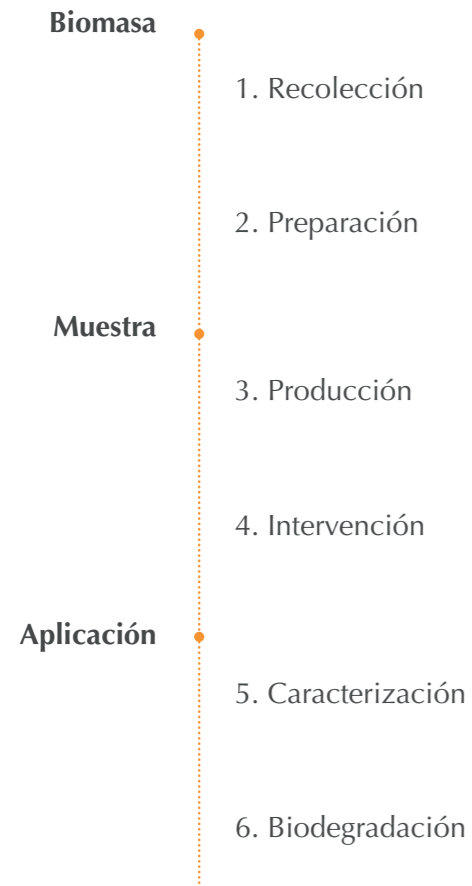 Biomasa
1. Recolección
2. Preparación
Muestra
3. Producción
4. Intervención
Aplicación
5. Caracterización
6. Biodegradación